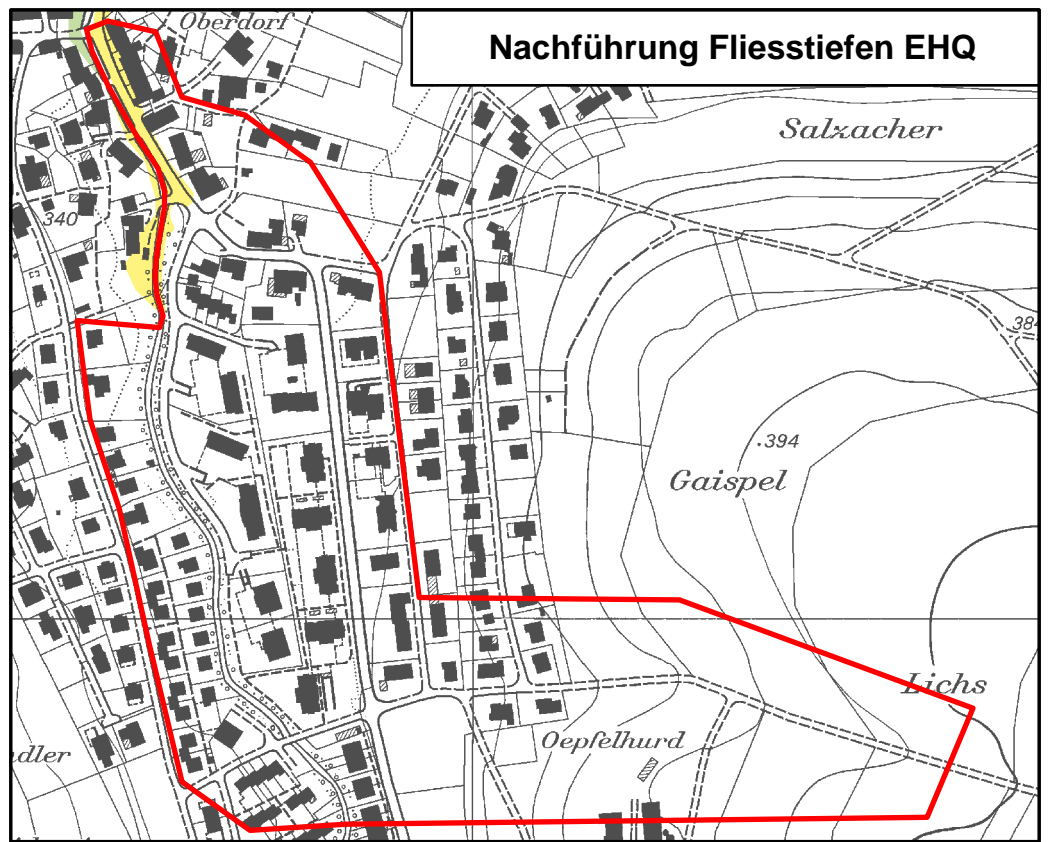 Nachführung Fliesstiefen EHQ
Oberdorf
Salzacher
340
384
.394
Gaispel
Lichs
Oepfelhurd
dler